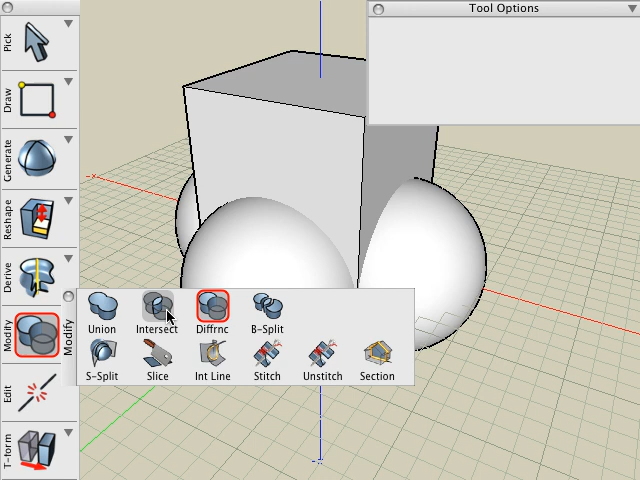 Tool Options
Pick
Draw
Generate
Reshape
Derive
Modify
Edit
T-form
Modify
Union
Intersect
Diffrnc
B-Split
S-Split
Slice
Int Line
Stitch
Unstitch
Section
-x